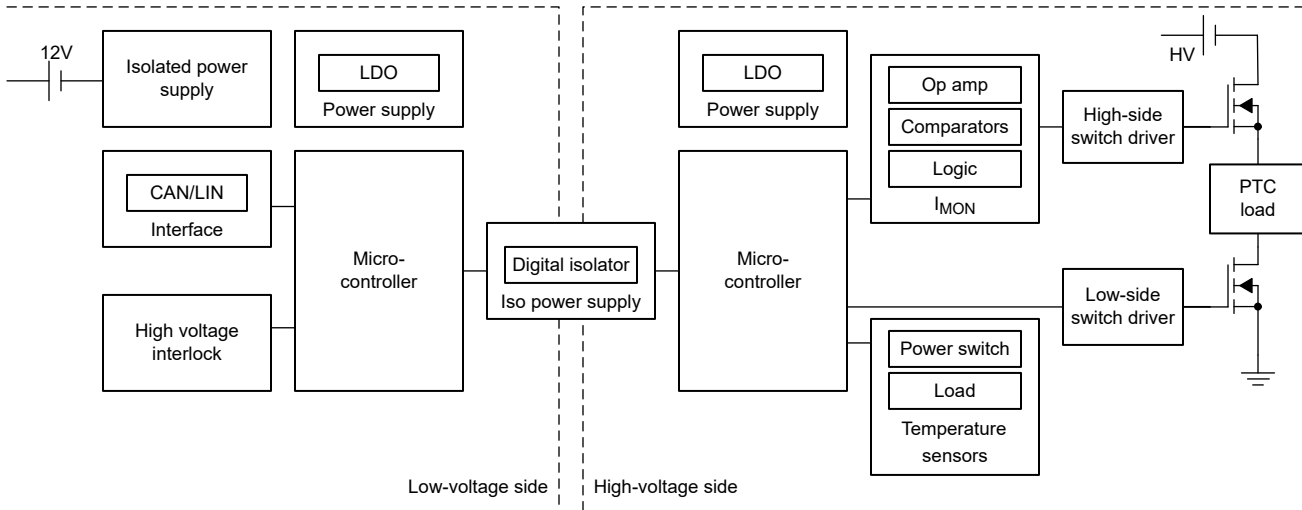 12V
Isolated power
supply
LDO
Power supply
CAN/LIN
Interface
High voltage
interlock
Micro-
controller
Digital isolator
Iso power supply
Low-voltage side
High-voltage side
LDO
Power supply
Micro-
controller
Op amp
Comparators
Logic
IMON
Power switch
Load
Temperature
sensors
High-side
switch driver
Low-side
switch driver
HV
PTC
load